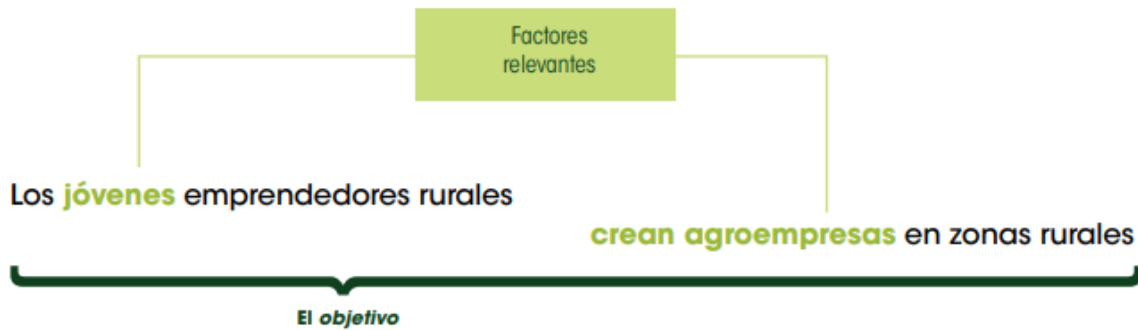 Factores
relevantes
Los jóvenes emprendedores rurales
crean agroempresas en zonas rurales
El objetivo